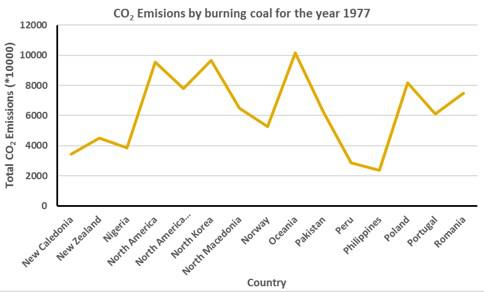 CO₂ Emisions by burning coal for the year 1977
Total CO₂ Emissions (*10000)
12000
10000
8000
6000
4000
2000
0
New Caledonia
New Zealand
Nigeria
North America
North America...
North Korea
North Macedonia
Norway
Oceania
Pakistan
Peru
Philippines
Poland
Portugal
Romania
Country